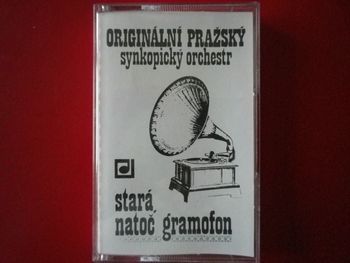 ORIGINÁLNÍ PRAŽSKÝ
synkopický orchestr
stará,
natoč gramofon